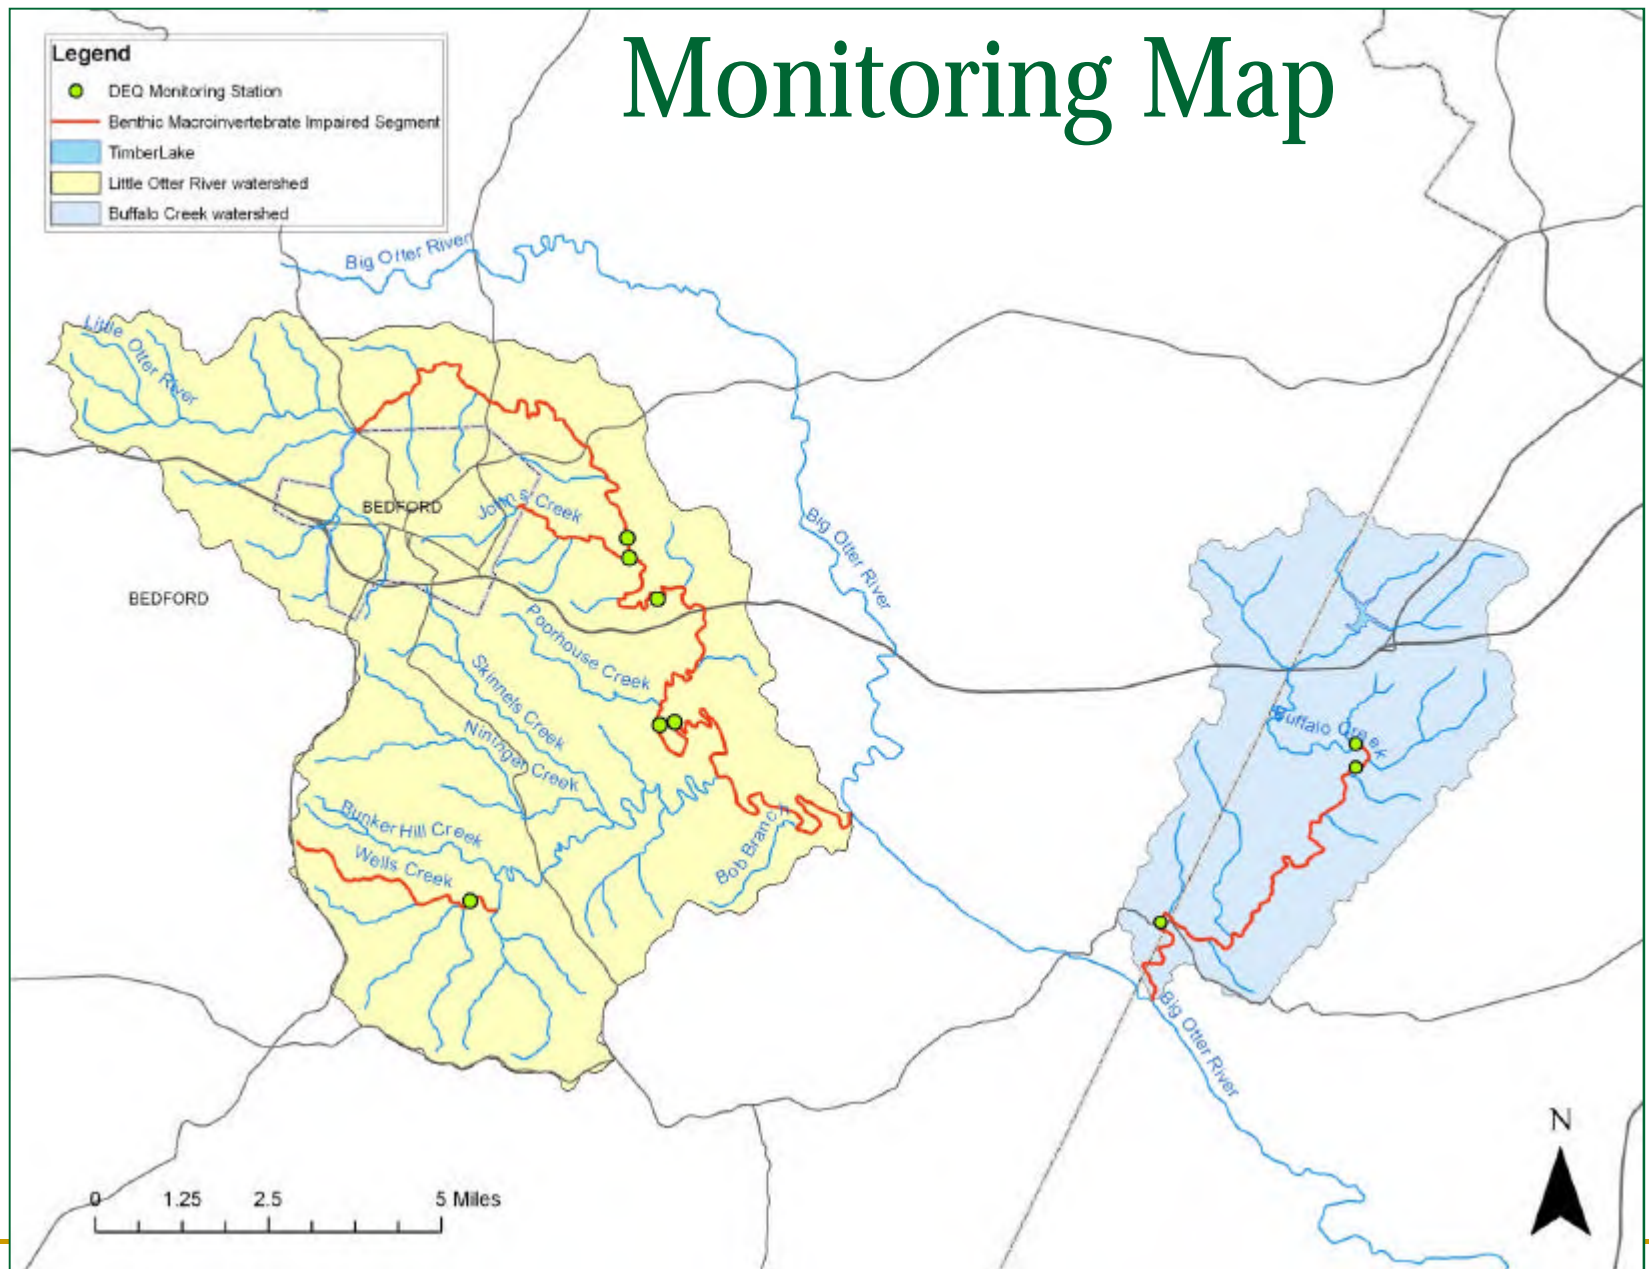 Monitoring Map
Legend
DEQ Monitoring Station
Benthic Macroinvertebrate Impaired Segment
TimberLake
Little Otter River watershed
Buffalo Creek watershed
Big Otter River
Little Otter River
BEDFORD
John's Creek
Big Otter River
BEDFORD
Poorhouse Creek
Skinnels Creek
Buffalo Creek
Nininger Creek
Bunker Hill Creek
Wells Creek
Bob Branch
Big Otter River
N
0 1.25 2.5 5 Miles